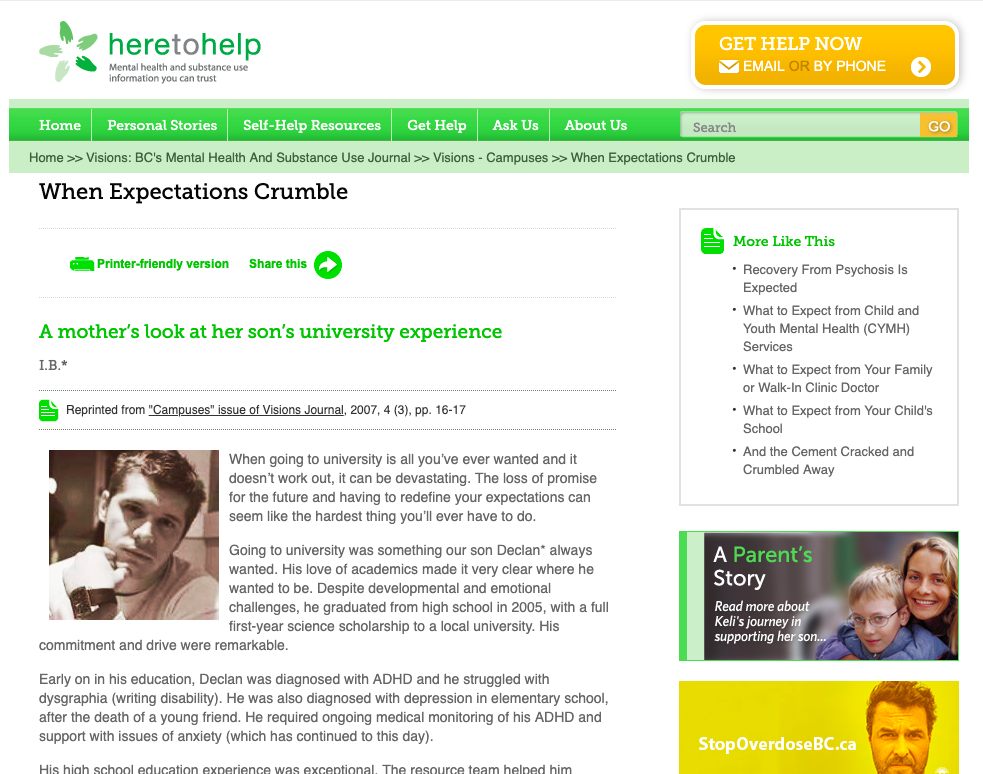 heretohelp
Mental health and substance use
information you can trust
GET HELP NOW
EMAIL OR BY PHONE
Home
Personal Stories
Self-Help Resources
Get Help
Ask Us
About Us
Search
GO
Home >> Visions: BC's Mental Health And Substance Use Journal >> Visions - Campuses >> When Expectations Crumble
When Expectations Crumble
Printer-friendly version
Share this
A mother's look at her son's university experience
I.B.*
Reprinted from "Campuses" issue of Visions Journal, 2007, 4 (3), pp. 16-17
When going to university is all you've ever wanted and it
doesn't work out, it can be devastating. The loss of promise
for the future and having to redefine your expectations can
seem like the hardest thing you'll ever have to do.
Going to university was something our son Declan* always
wanted. His love of academics made it very clear where he
wanted to be. Despite developmental and emotional
challenges, he graduated from high school in 2005, with a full
first-year science scholarship to a local university. His
commitment and drive were remarkable.
Early on in his education, Declan was diagnosed with ADHD and he struggled with
dysgraphia (writing disability). He was also diagnosed with depression in elementary school,
after the death of a young friend. He required ongoing medical monitoring of his ADHD and
support with issues of anxiety (which has continued to this day).
His high school education experience was exceptional. The resource team helped him
More Like This
• Recovery From Psychosis Is
Expected
• What to Expect from Child and
Youth Mental Health (CYMH)
Services
• What to Expect from Your Family
or Walk-In Clinic Doctor
• What to Expect from Your Child's
School
• And the Cement Cracked and
Crumbled Away
A Parent's
Story
Read more about
Keli's journey in
supporting her son...
StopOverdoseBC.ca